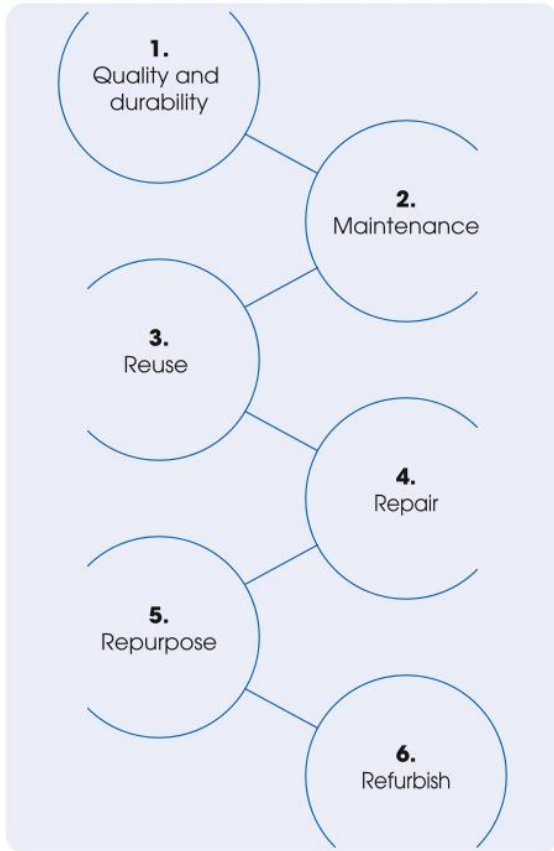 1.
Quality and
durability
2.
Maintenance
3.
Reuse
4.
Repair
5.
Repurpose
6.
Refurbish